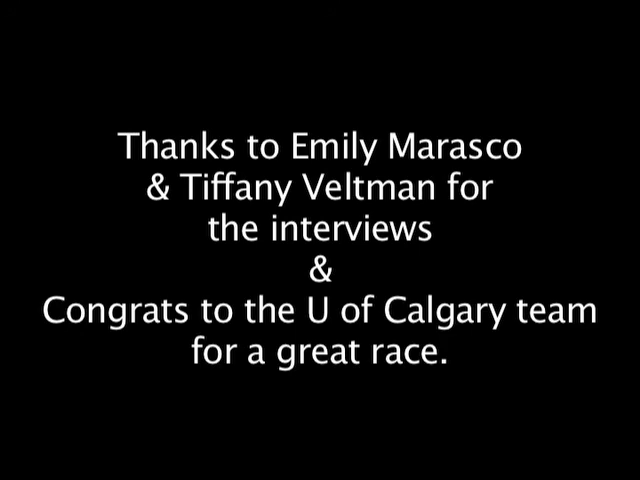 Thanks to Emily Marasco
& Tiffany Veltman for
the interviews
&
Congrats to the U of Calgary team
for a great race.